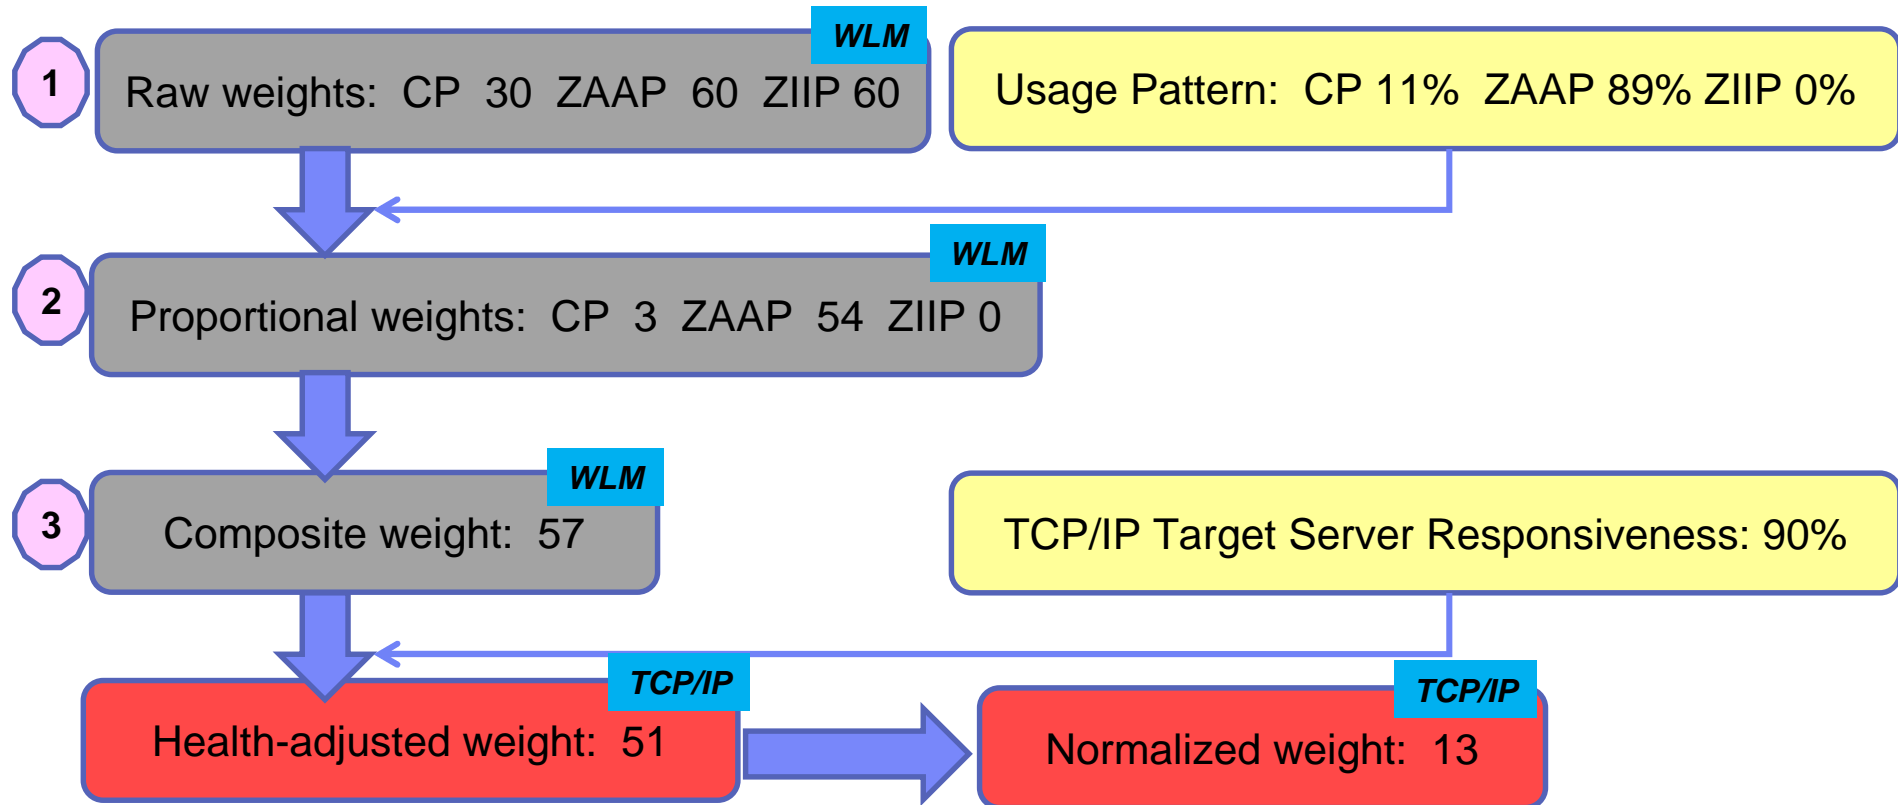 WLM
1
Raw weights: CP 30 ZAAP 60 ZIIP 60
Usage Pattern: CP 11% ZAAP 89% ZIIP 0%
WLM
2
Proportional weights: CP 3 ZAAP 54 ZIIP 0
WLM
3
Composite weight: 57
TCP/IP Target Server Responsiveness: 90%
TCP/IP
Health-adjusted weight: 51
TCP/IP
Normalized weight: 13